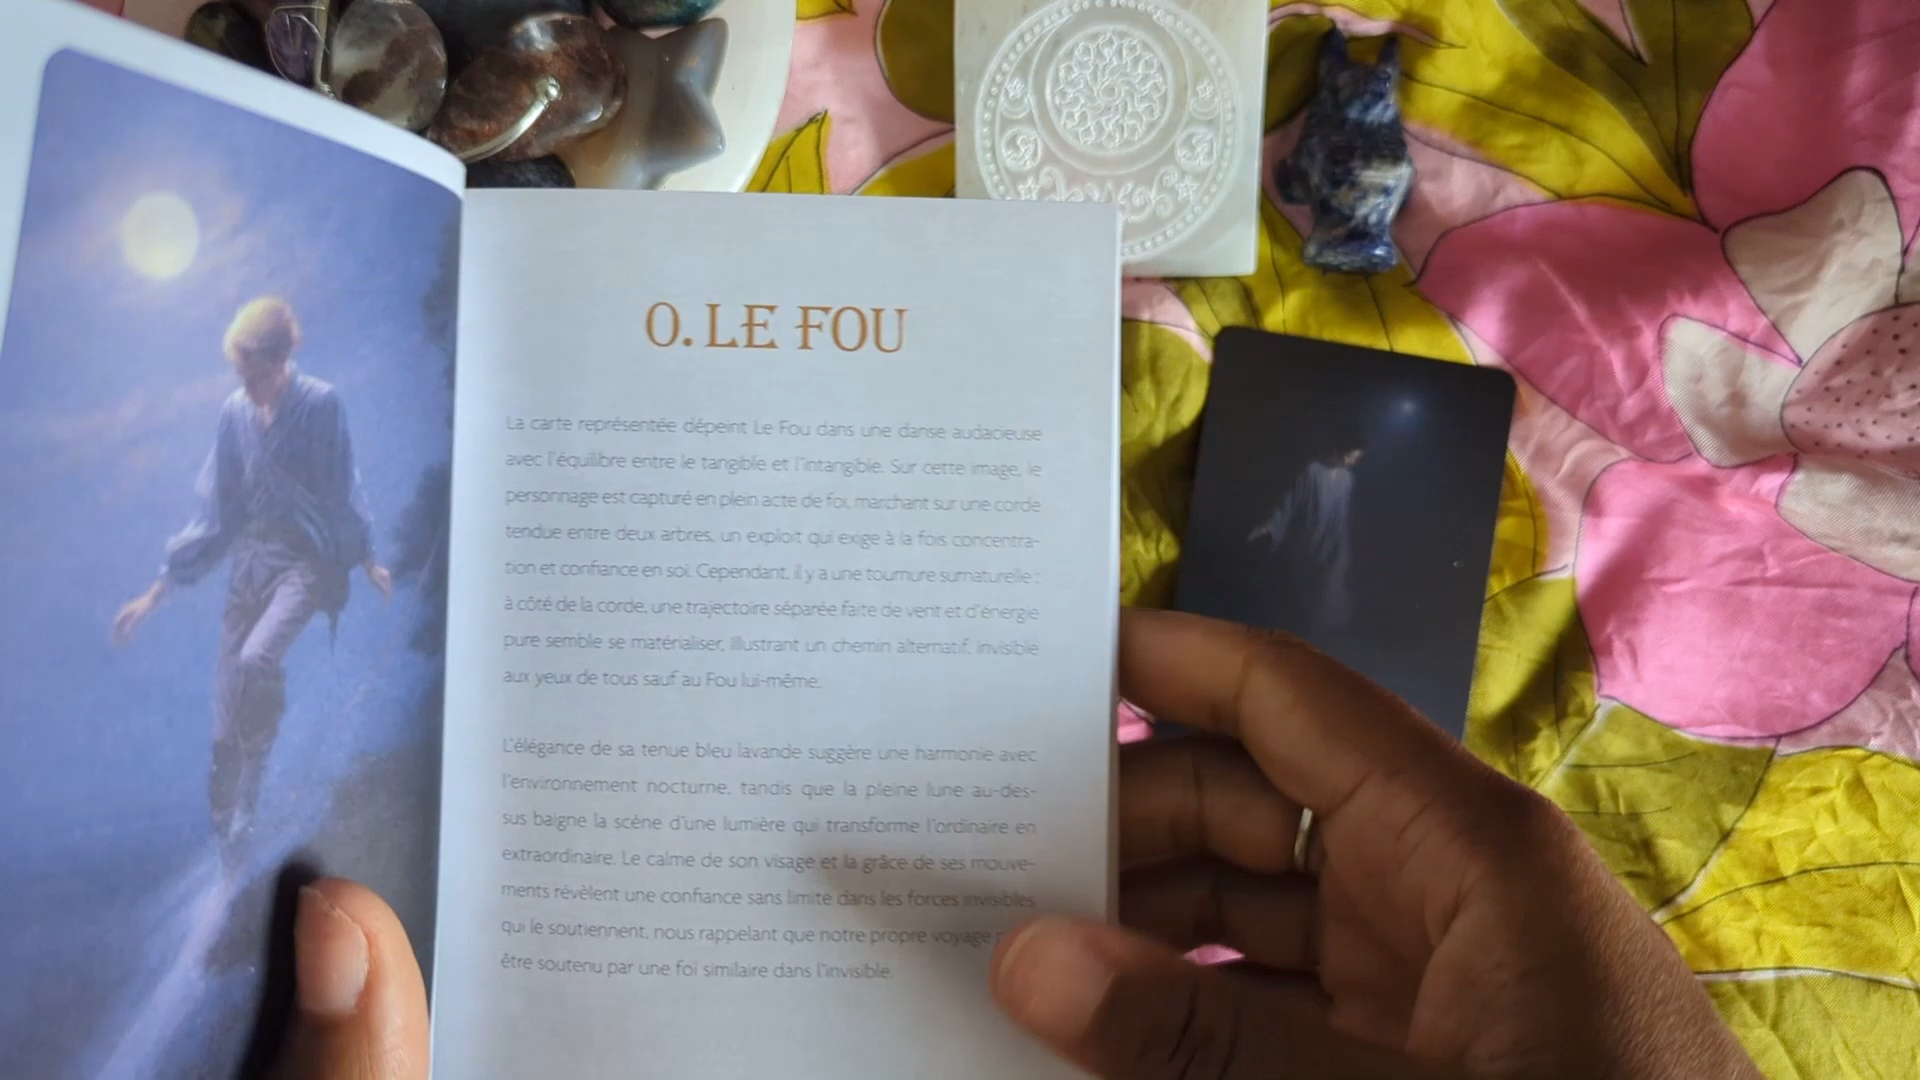 0. LE FOU
La carte représentée dépeint Le Fou dans une danse audacieuse
avec l'équilibre entre le tangible et l'intangible. Sur cette image, le
personnage est capturé en plein acte de foi, marchant sur une corde
tendue entre deux arbres, un exploit qui exige à la fois concentra-
tion et confiance en soi. Cependant, il y a une tournure surnaturelle :
à côté de la corde, une trajectoire séparée faite de vent et d'énergie
pure semble se matérialiser, illustrant un chemin alternatif, invisible
aux yeux de tous sauf au Fou lui-même.
L'élégance de sa tenue bleu lavande suggère une harmonie avec
l'environnement nocturne, tandis que la pleine lune au-des-
sus baigne la scène d'une lumière qui transforme l'ordinaire en
extraordinaire. Le calme de son visage et la grâce de ses mouve-
ments révèlent une confiance sans limite dans les forces invisibles
qui le soutiennent, nous rappelant que notre propre voyage
être soutenu par une foi similaire dans l'invisible.